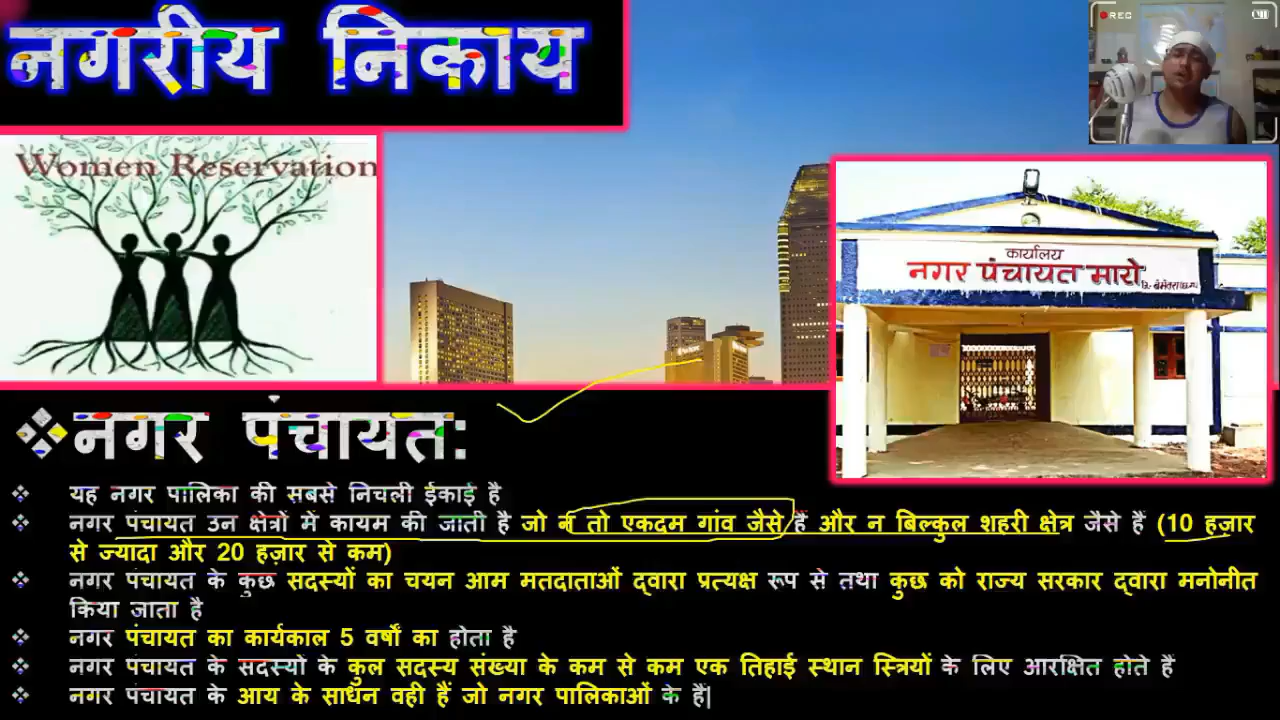 नगरीय निकाय
REC
Women Reservation
कार्यालय
नगर पंचायत मारो
❖नगर पंचायत:
❖ यह नगर पालिका की सबसे निचली ईकाई है
❖ नगर पंचायत उन क्षेत्रों में कायम की जाती है जो न तो एकदम गांव जैसे हैं और न बिल्कुल शहरी क्षेत्र जैसे हैं (10 हज़ार
से ज्यादा और 20 हज़ार से कम)
❖ नगर पंचायत के कुछ सदस्यों का चयन आम मतदाताओं द्वारा प्रत्यक्ष रूप से तथा कुछ को राज्य सरकार द्वारा मनोनीत
किया जाता है
❖ नगर पंचायत का कार्यकाल 5 वर्षों का होता है
❖ नगर पंचायत के सदस्यों के कुल सदस्य संख्या के कम से कम एक तिहाई स्थान स्त्रियों के लिए आरक्षित होते हैं
❖ नगर पंचायत के आय के साधन वही हैं जो नगर पालिकाओं के हैं